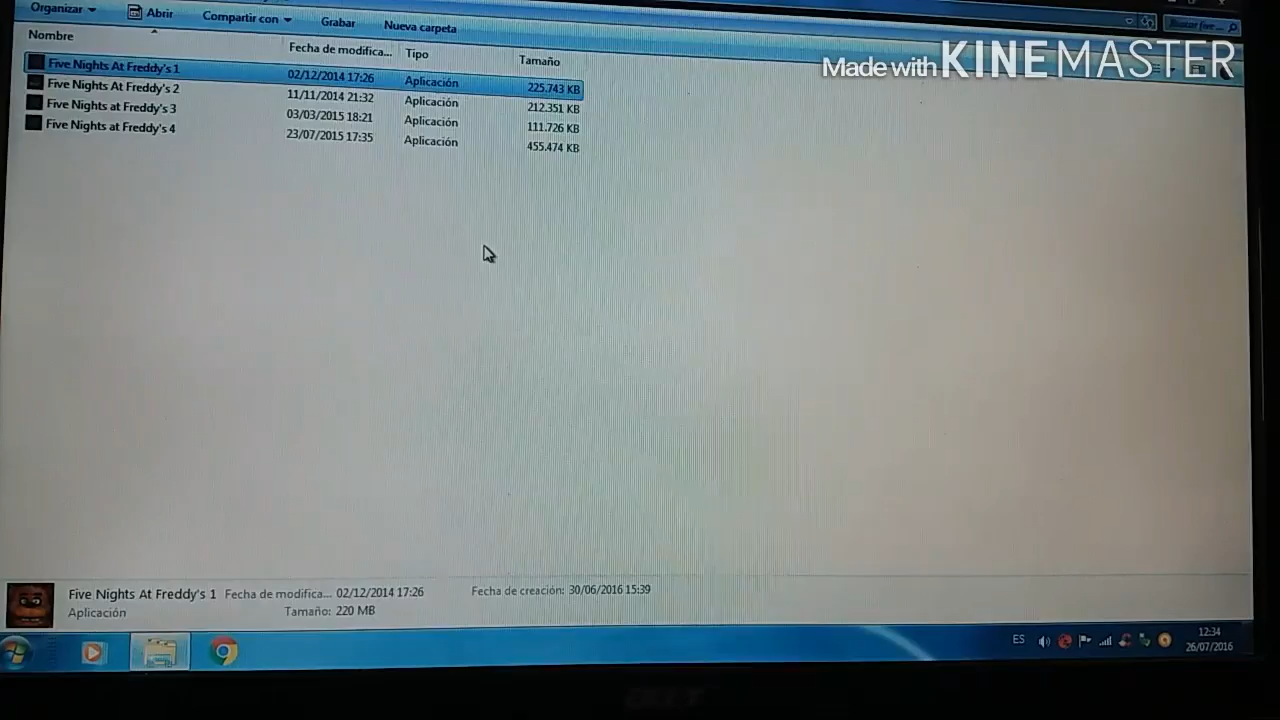 Organizar Abrir Compartir con Grabar Nueva carpeta
Made with KINEMASTER
Nombre Fecha de modifica... Tipo Tamaño
Five Nights At Freddy's 1 02/12/2014 17:26 Aplicación 225.743 KB
Five Nights At Freddy's 2 11/11/2014 21:32 Aplicación 212.351 KB
Five Nights at Freddy's 3 03/03/2015 18:21 Aplicación 111.726 KB
Five Nights at Freddy's 4 23/07/2015 17:35 Aplicación 455.474 KB
Five Nights At Freddy's 1 Fecha de modifica... 02/12/2014 17:26 Fecha de creación: 30/06/2016 15:39
Aplicación Tamaño: 220 MB
ES 12:34
26/07/2016